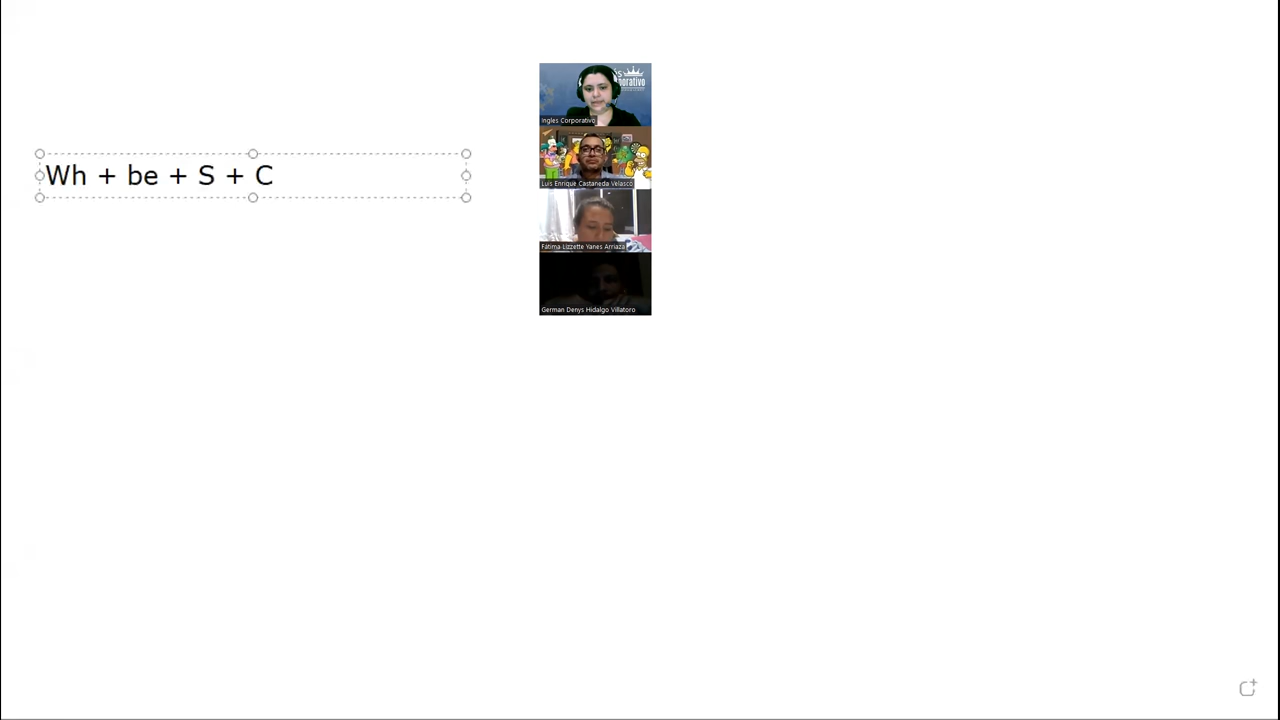 Wh + be + S + C
Ingles Corporativo
Luis Enrique Castaneda Velasco
Fátima Lizzette Yanes Arriaza
German Denys Hidalgo Villatoro